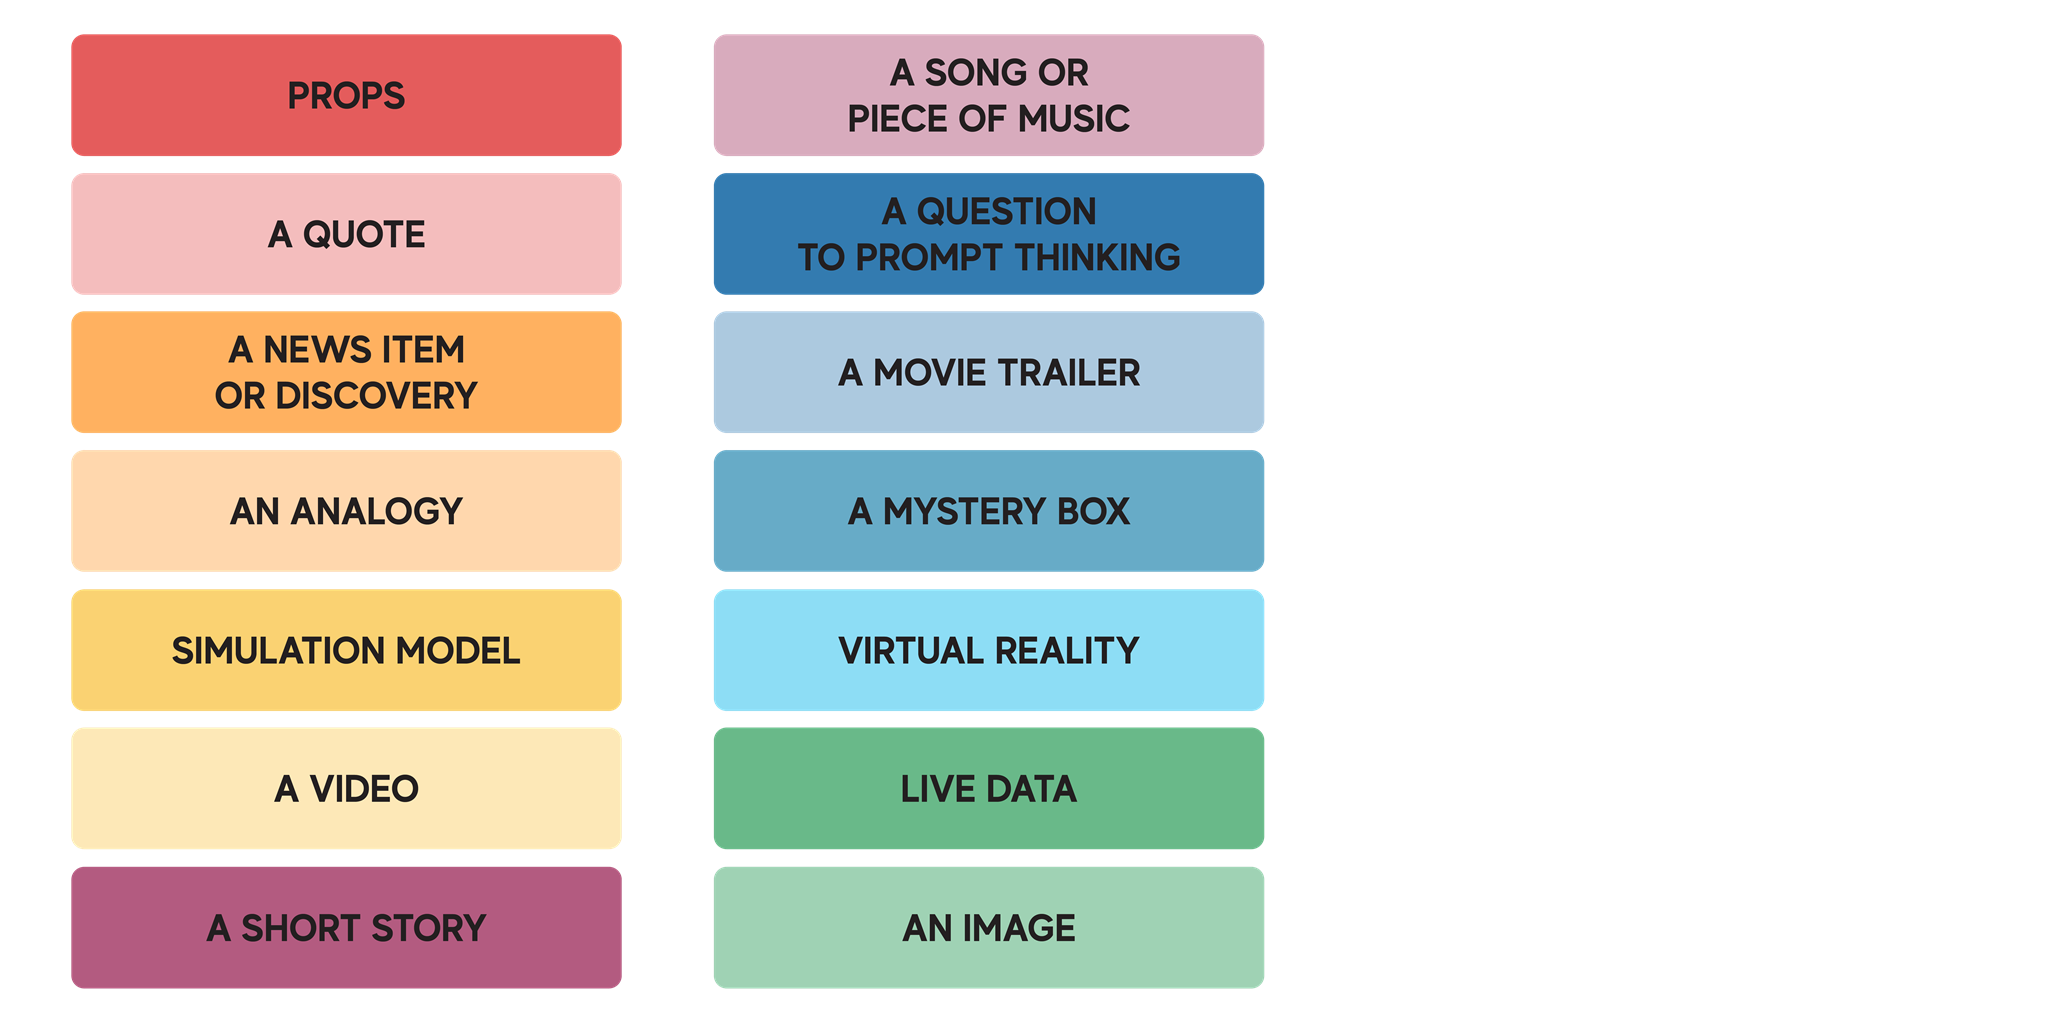 PROPS
A QUOTE
A NEWS ITEM
OR DISCOVERY
AN ANALOGY
SIMULATION MODEL
A VIDEO
A SHORT STORY
A SONG OR
PIECE OF MUSIC
A QUESTION
TO PROMPT THINKING
A MOVIE TRAILER
A MYSTERY BOX
VIRTUAL REALITY
LIVE DATA
AN IMAGE